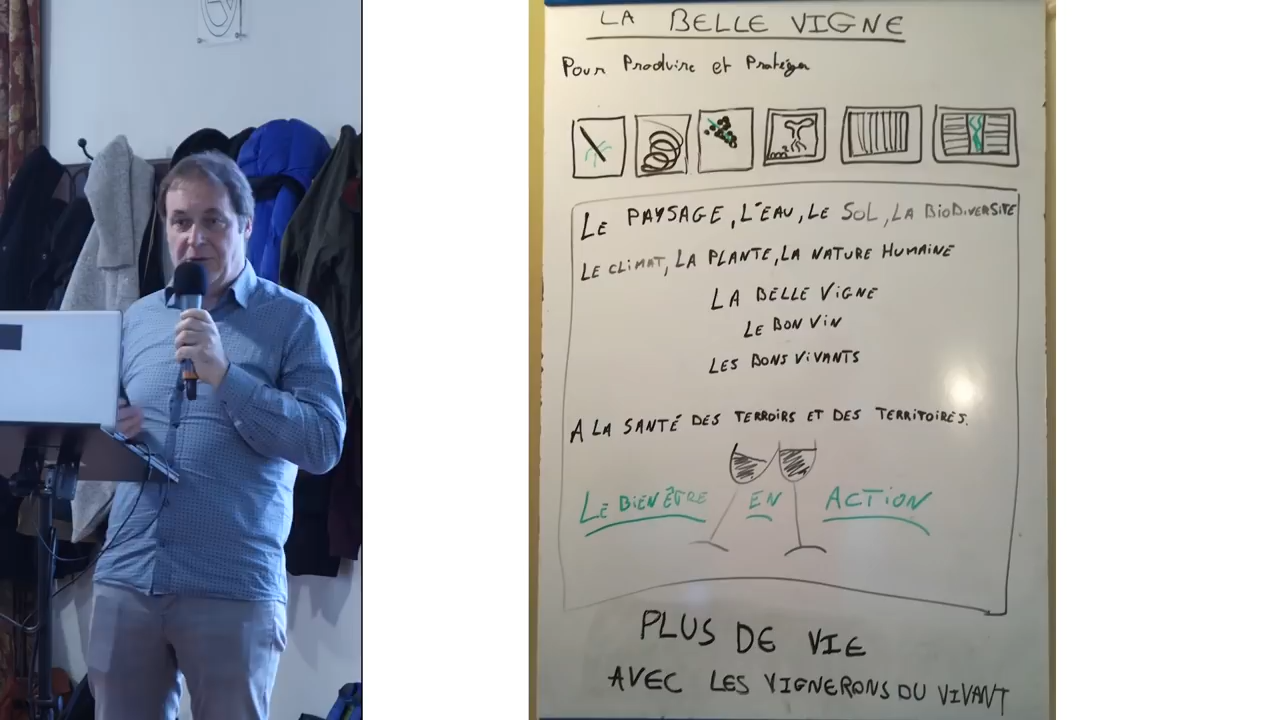 LA BELLE VIGNE
Pour Produire et Protéger
LE PAYSAGE, L'EAU, LE SOL, LA BIODIVERSITÉ
LE CLIMAT, LA PLANTE, LA NATURE HUMAINE
LA BELLE VIGNE
LE BON VIN
LES BONS VIVANTS
A LA SANTÉ DES TERROIRS ET DES TERRITOIRES.
LE BIEN ÊTRE EN ACTION
PLUS DE VIE
AVEC LES VIGNERONS DU VIVANT